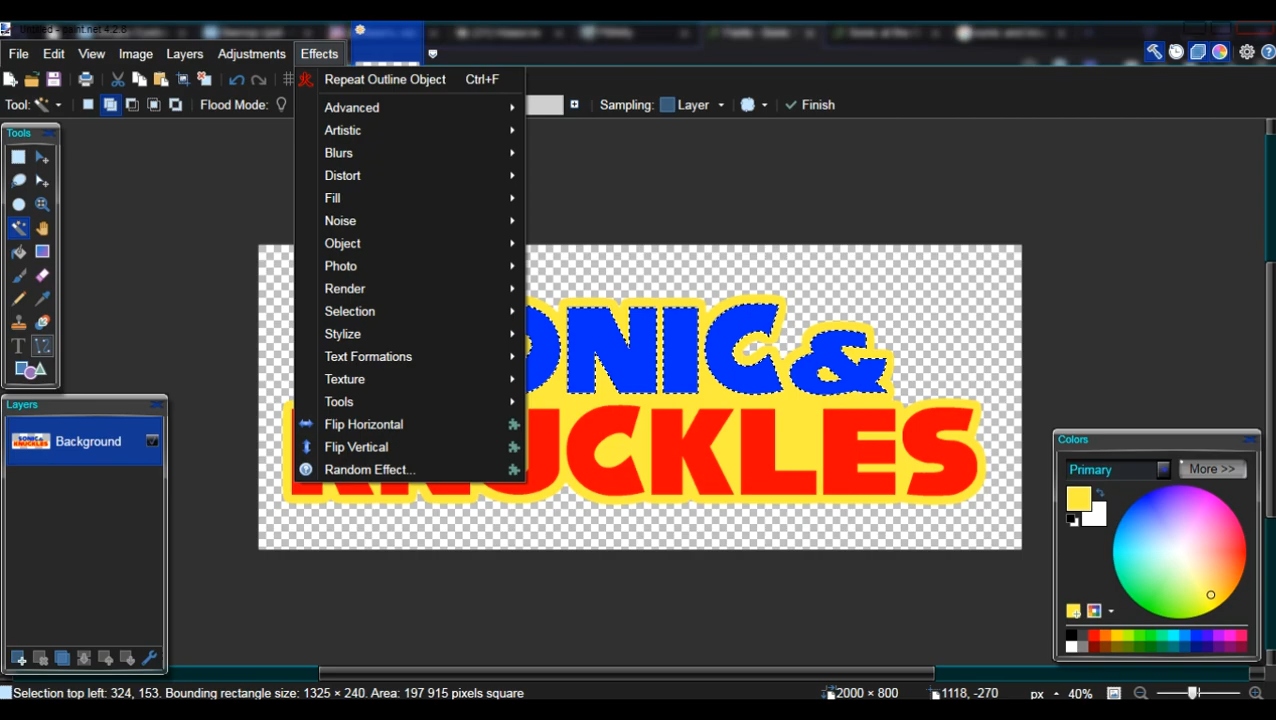 Untitled - paint.net 4.2.8
File Edit View Image Layers Adjustments Effects
Repeat Outline Object Ctrl+F
Tool: Flood Mode: Sampling: Layer Finish
Advanced
Artistic
Blurs
Distort
Fill
Noise
Object
Photo
Render
Selection
Stylize
Text Formations
Texture
Tools
Flip Horizontal
Flip Vertical
Random Effect...
Tools
ONIC &
KNUCKLES
Layers
SONIC &
KNUCKLES
Background
Colors
Primary More >>
Selection top left: 324, 153. Bounding rectangle size: 1325 × 240. Area: 197 915 pixels square 2000 × 800 1118, -270 px 40%